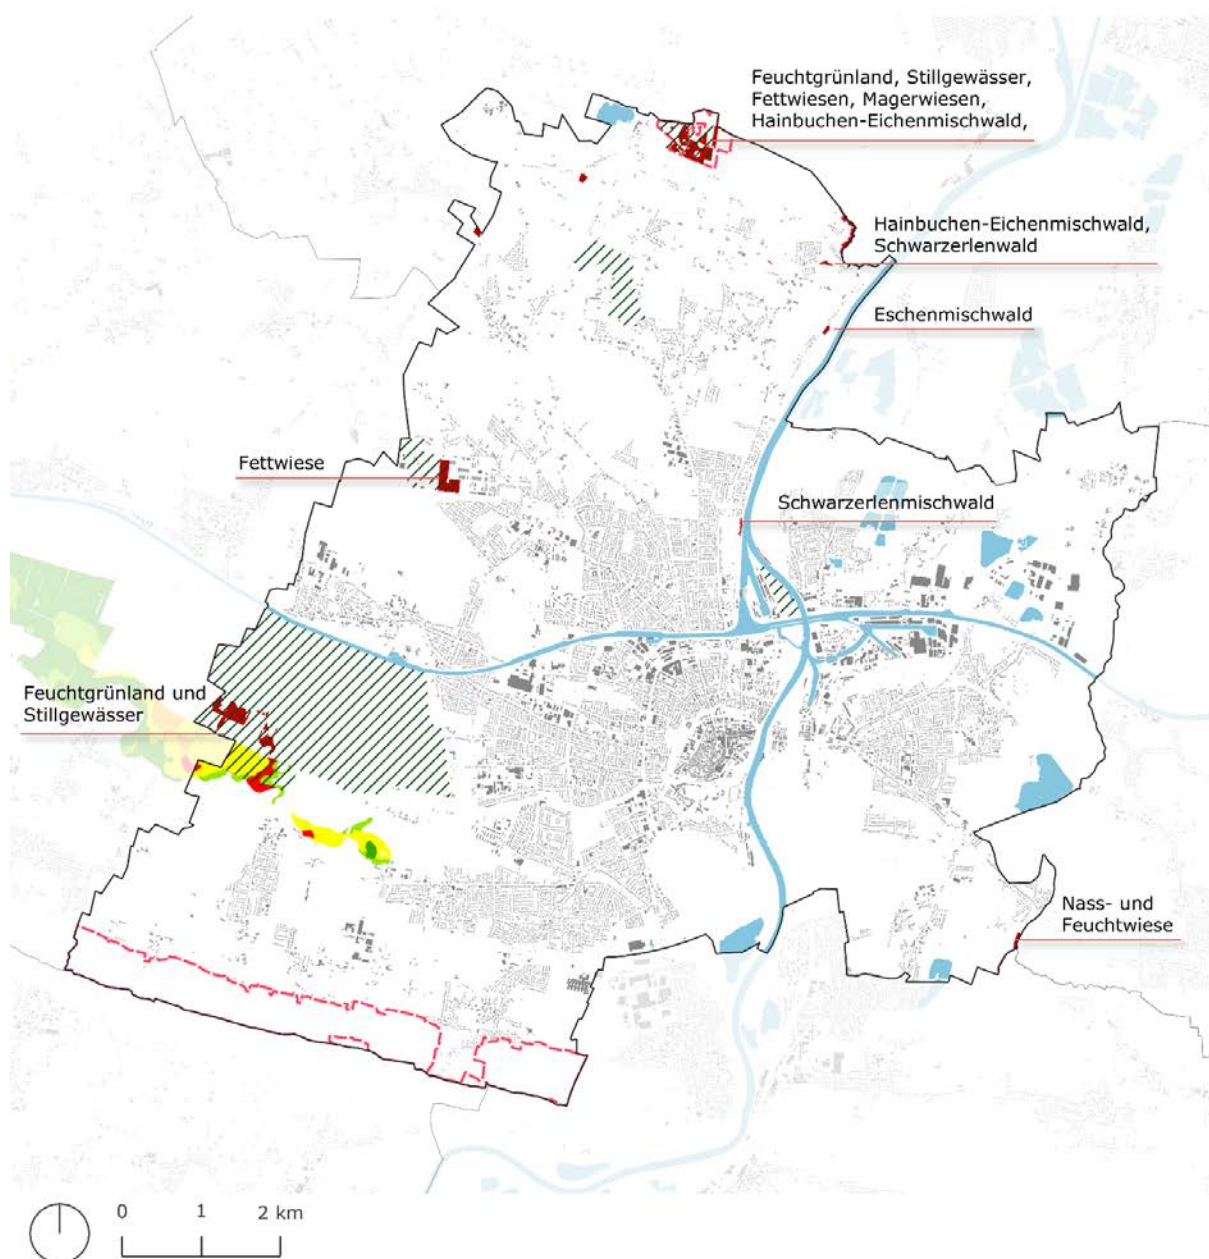 Feuchtgrünland, Stillgewässer,
Fettwiesen, Magerwiesen,
Hainbuchen-Eichenmischwald,
Hainbuchen-Eichenmischwald,
Schwarzerlenwald
Eschenmischwald
Fettwiese
Schwarzerlenmischwald
Feuchtgrünland und
Stillgewässer
Nass- und
Feuchtwiese
0 1 2 km